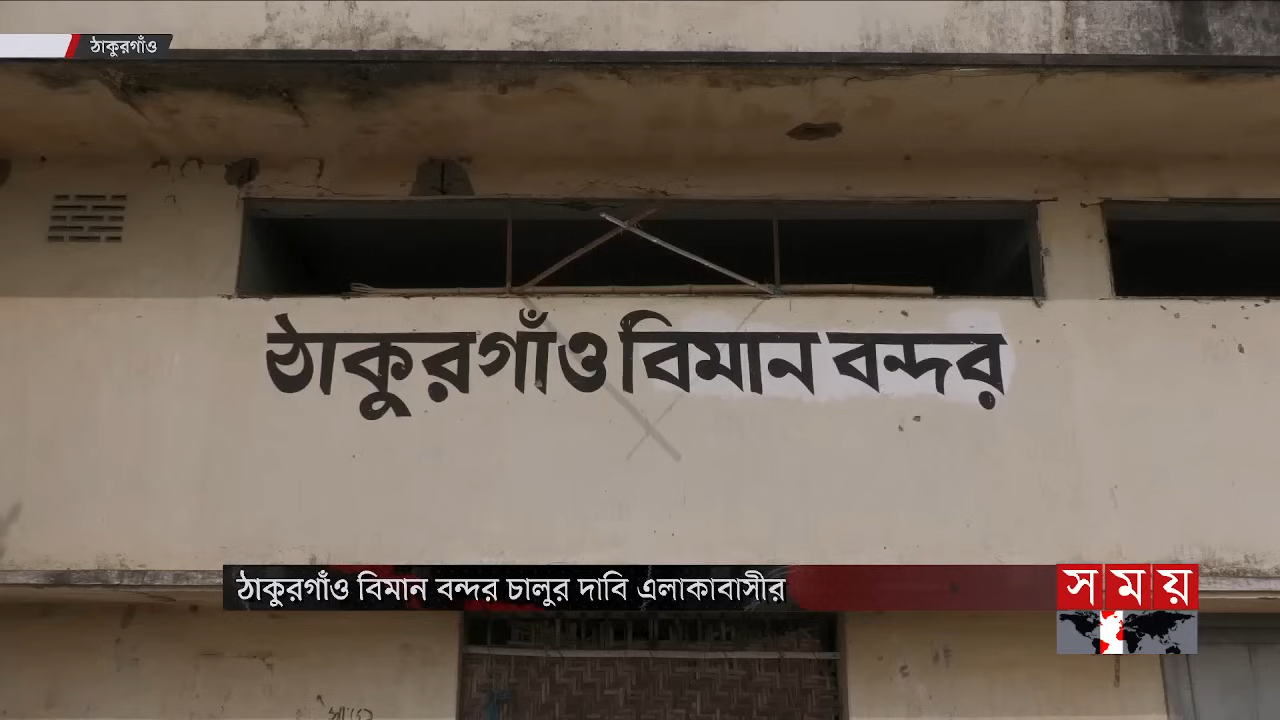 ঠাকুরগাঁও
ঠাকুরগাঁও বিমান বন্দর
ঠাকুরগাঁও বিমান বন্দর চালুর দাবি এলাকাবাসীর
সময়